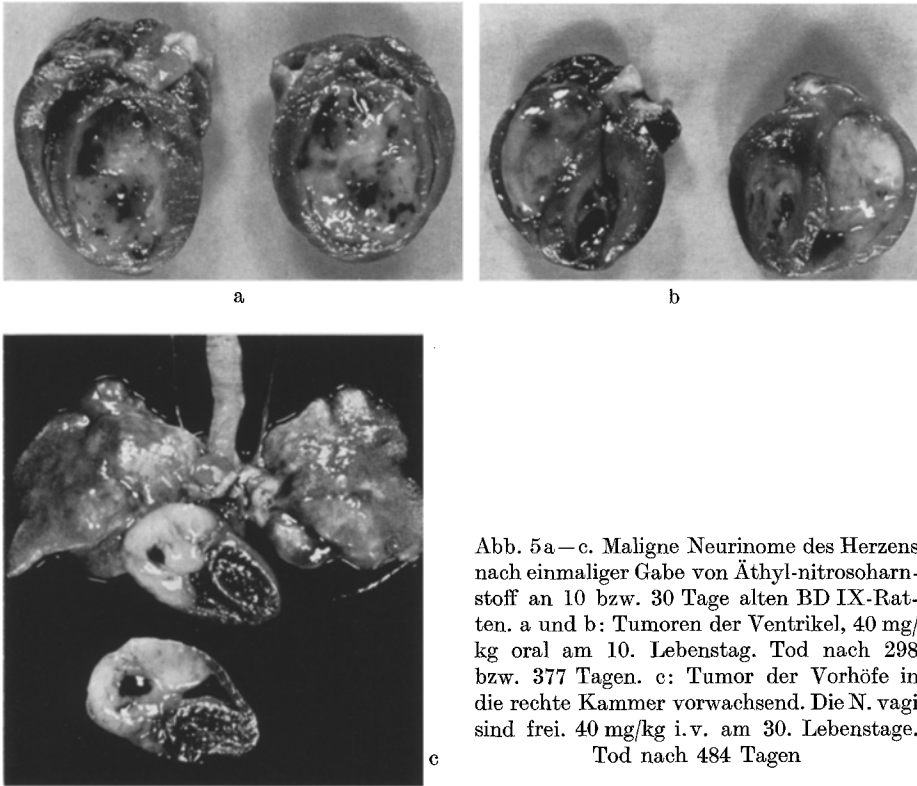 a
b
c
Abb. 5a—c. Maligne Neurinome des Herzens
nach einmaliger Gabe von Äthyl-nitrosoharn-
stoff an 10 bzw. 30 Tage alten BD IX-Rat-
ten. a und b: Tumoren der Ventrikel, 40 mg/
kg oral am 10. Lebenstag. Tod nach 298
bzw. 377 Tagen. c: Tumor der Vorhöfe in
die rechte Kammer vorwachsend. Die N. vagi
sind frei. 40 mg/kg i.v. am 30. Lebenstage.
Tod nach 484 Tagen